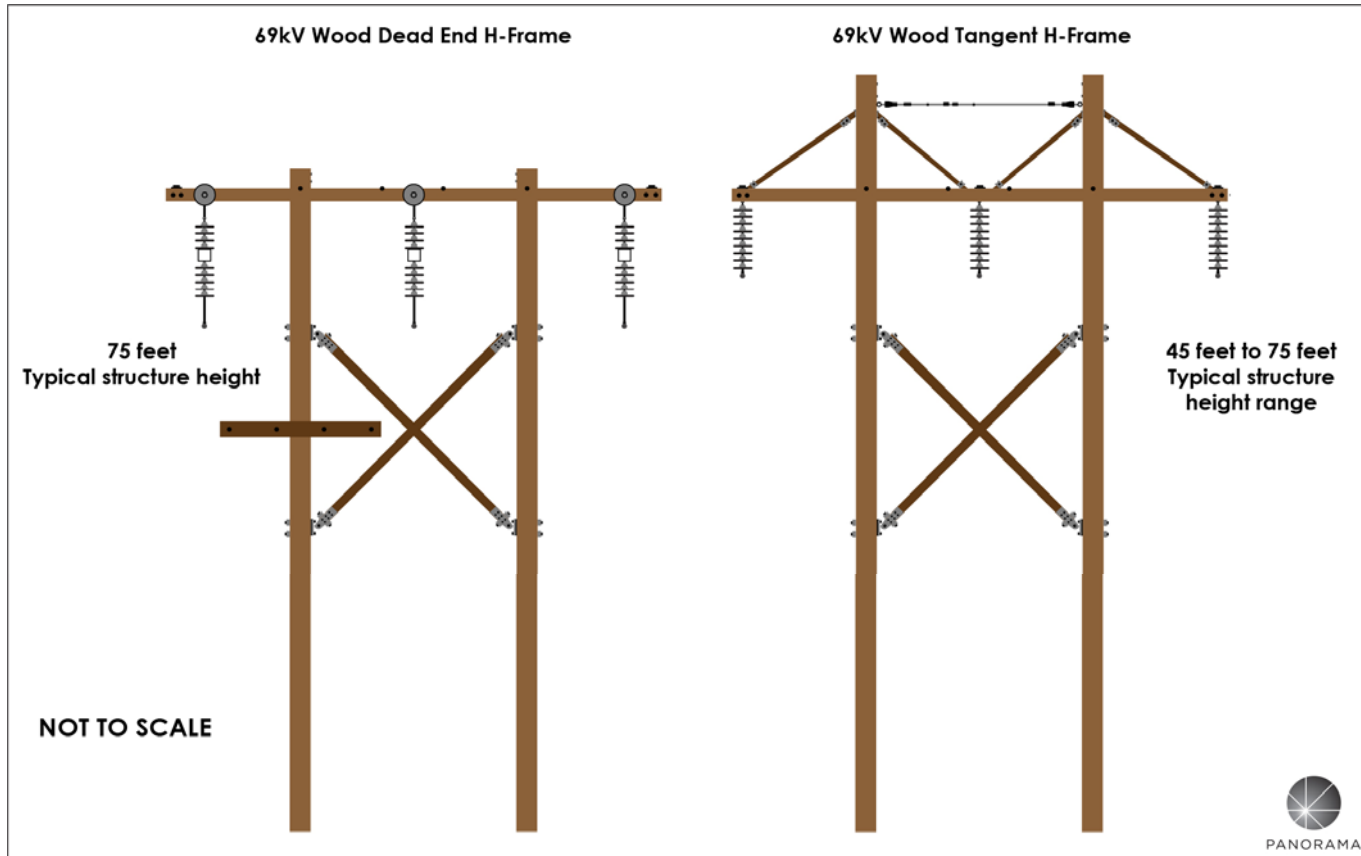 69kV Wood Dead End H-Frame
69kV Wood Tangent H-Frame
75 feet
Typical structure height
45 feet to 75 feet
Typical structure
height range
NOT TO SCALE
PANORAMA